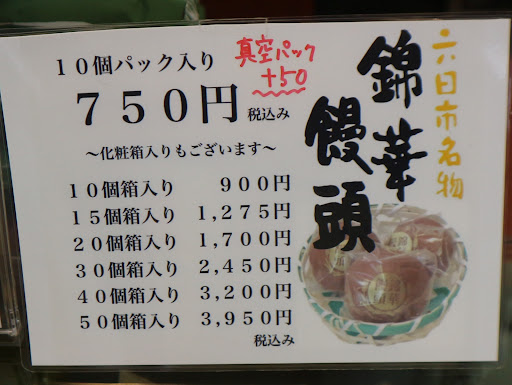 六日市名物
錦華
饅頭
10個パック入り
真空パック
+50
750円 税込み
～化粧箱入りもございます～
10個箱入り 900円
15個箱入り 1,275円
20個箱入り 1,700円
30個箱入り 2,450円
40個箱入り 3,200円
50個箱入り 3,950円
税込み